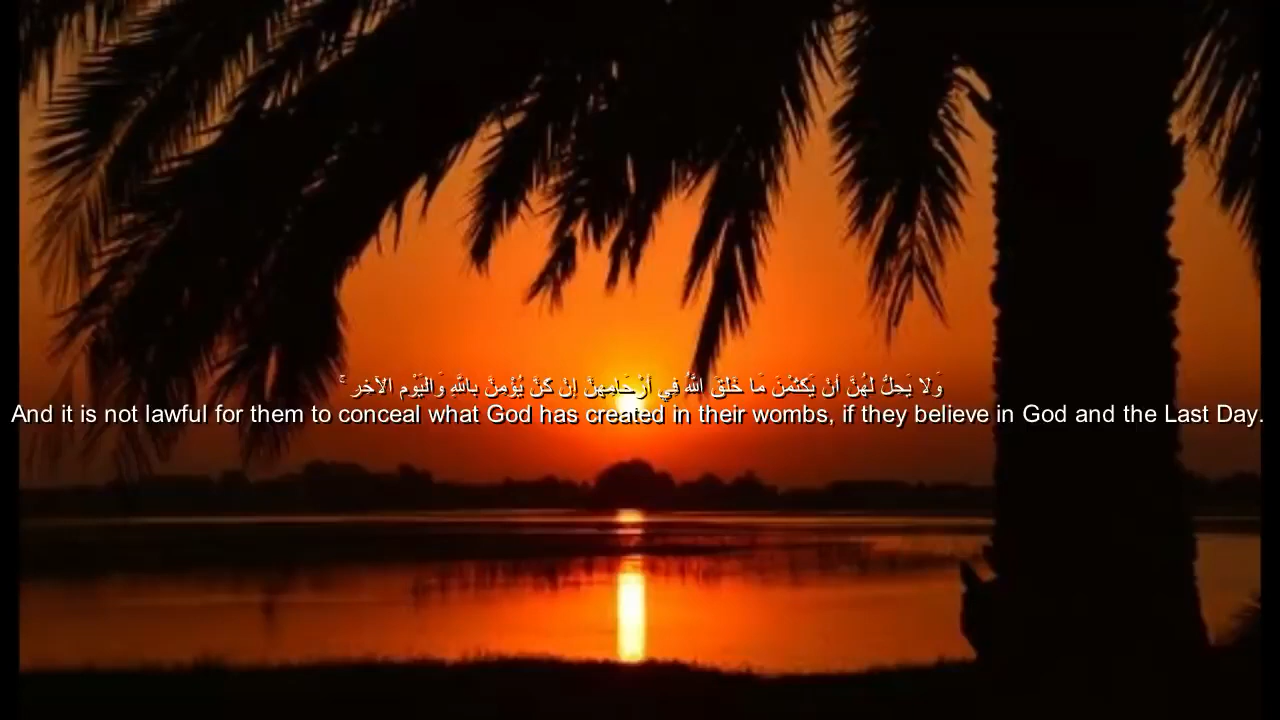 وَلَا يَحِلُّ لَهُنَّ أَنْ يَكْتُمْنَ مَا خَلَقَ اللَّهُ فِي أَرْحَامِهِنَّ إِنْ كُنَّ يُؤْمِنَّ بِاللَّهِ وَالْيَوْمِ الْآخِرِ ۚ
And it is not lawful for them to conceal what God has created in their wombs, if they believe in God and the Last Day.